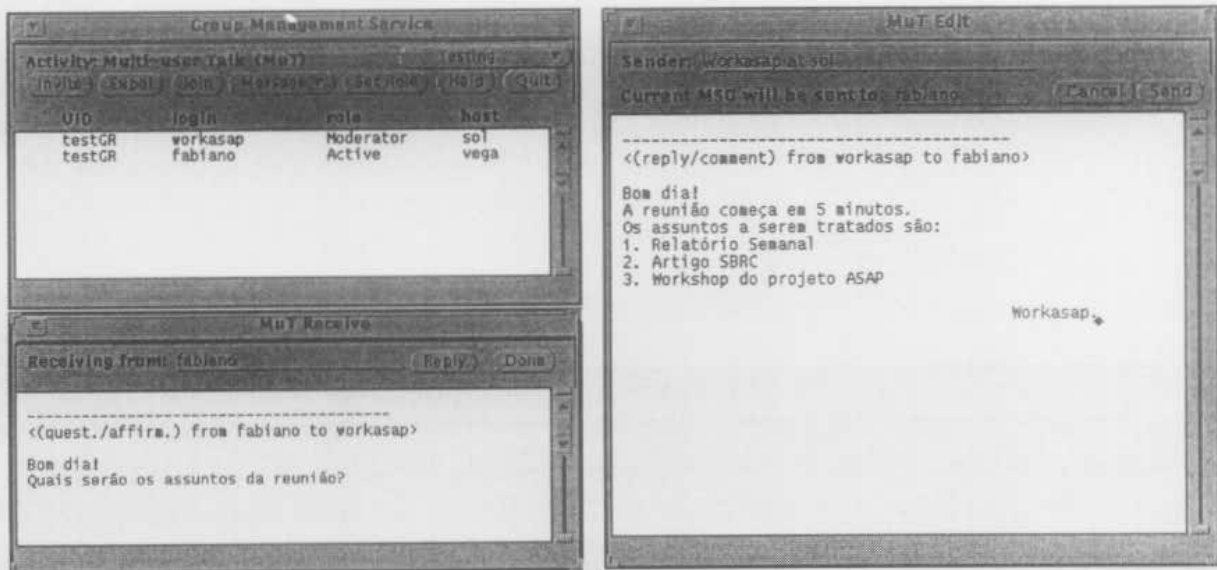 Group Management Service
Activity: Multi-user Talk (MuT)
Testing
Invite Expel Join Message Set Role Help Quit
UID login role host
testGR workasap Moderator sol
testGR fabiano Active vega
MuT Receive
Receiving from: fabiano Reply Done
----------------------------------------
<(quest./affirm.) from fabiano to workasap>
Bom dia!
Quais serão os assuntos da reunião?
MuT Edit
Sender: Workasap at sol
Current MSG will be sent to: fabiano Cancel Send
-------------------------------------------
<(reply/comment) from workasap to fabiano>
Bom dia!
A reunião começa em 5 minutos.
Os assuntos a serem tratados são:
1. Relatório Semanal
2. Artigo SBRC
3. Workshop do projeto ASAP
Workasap.